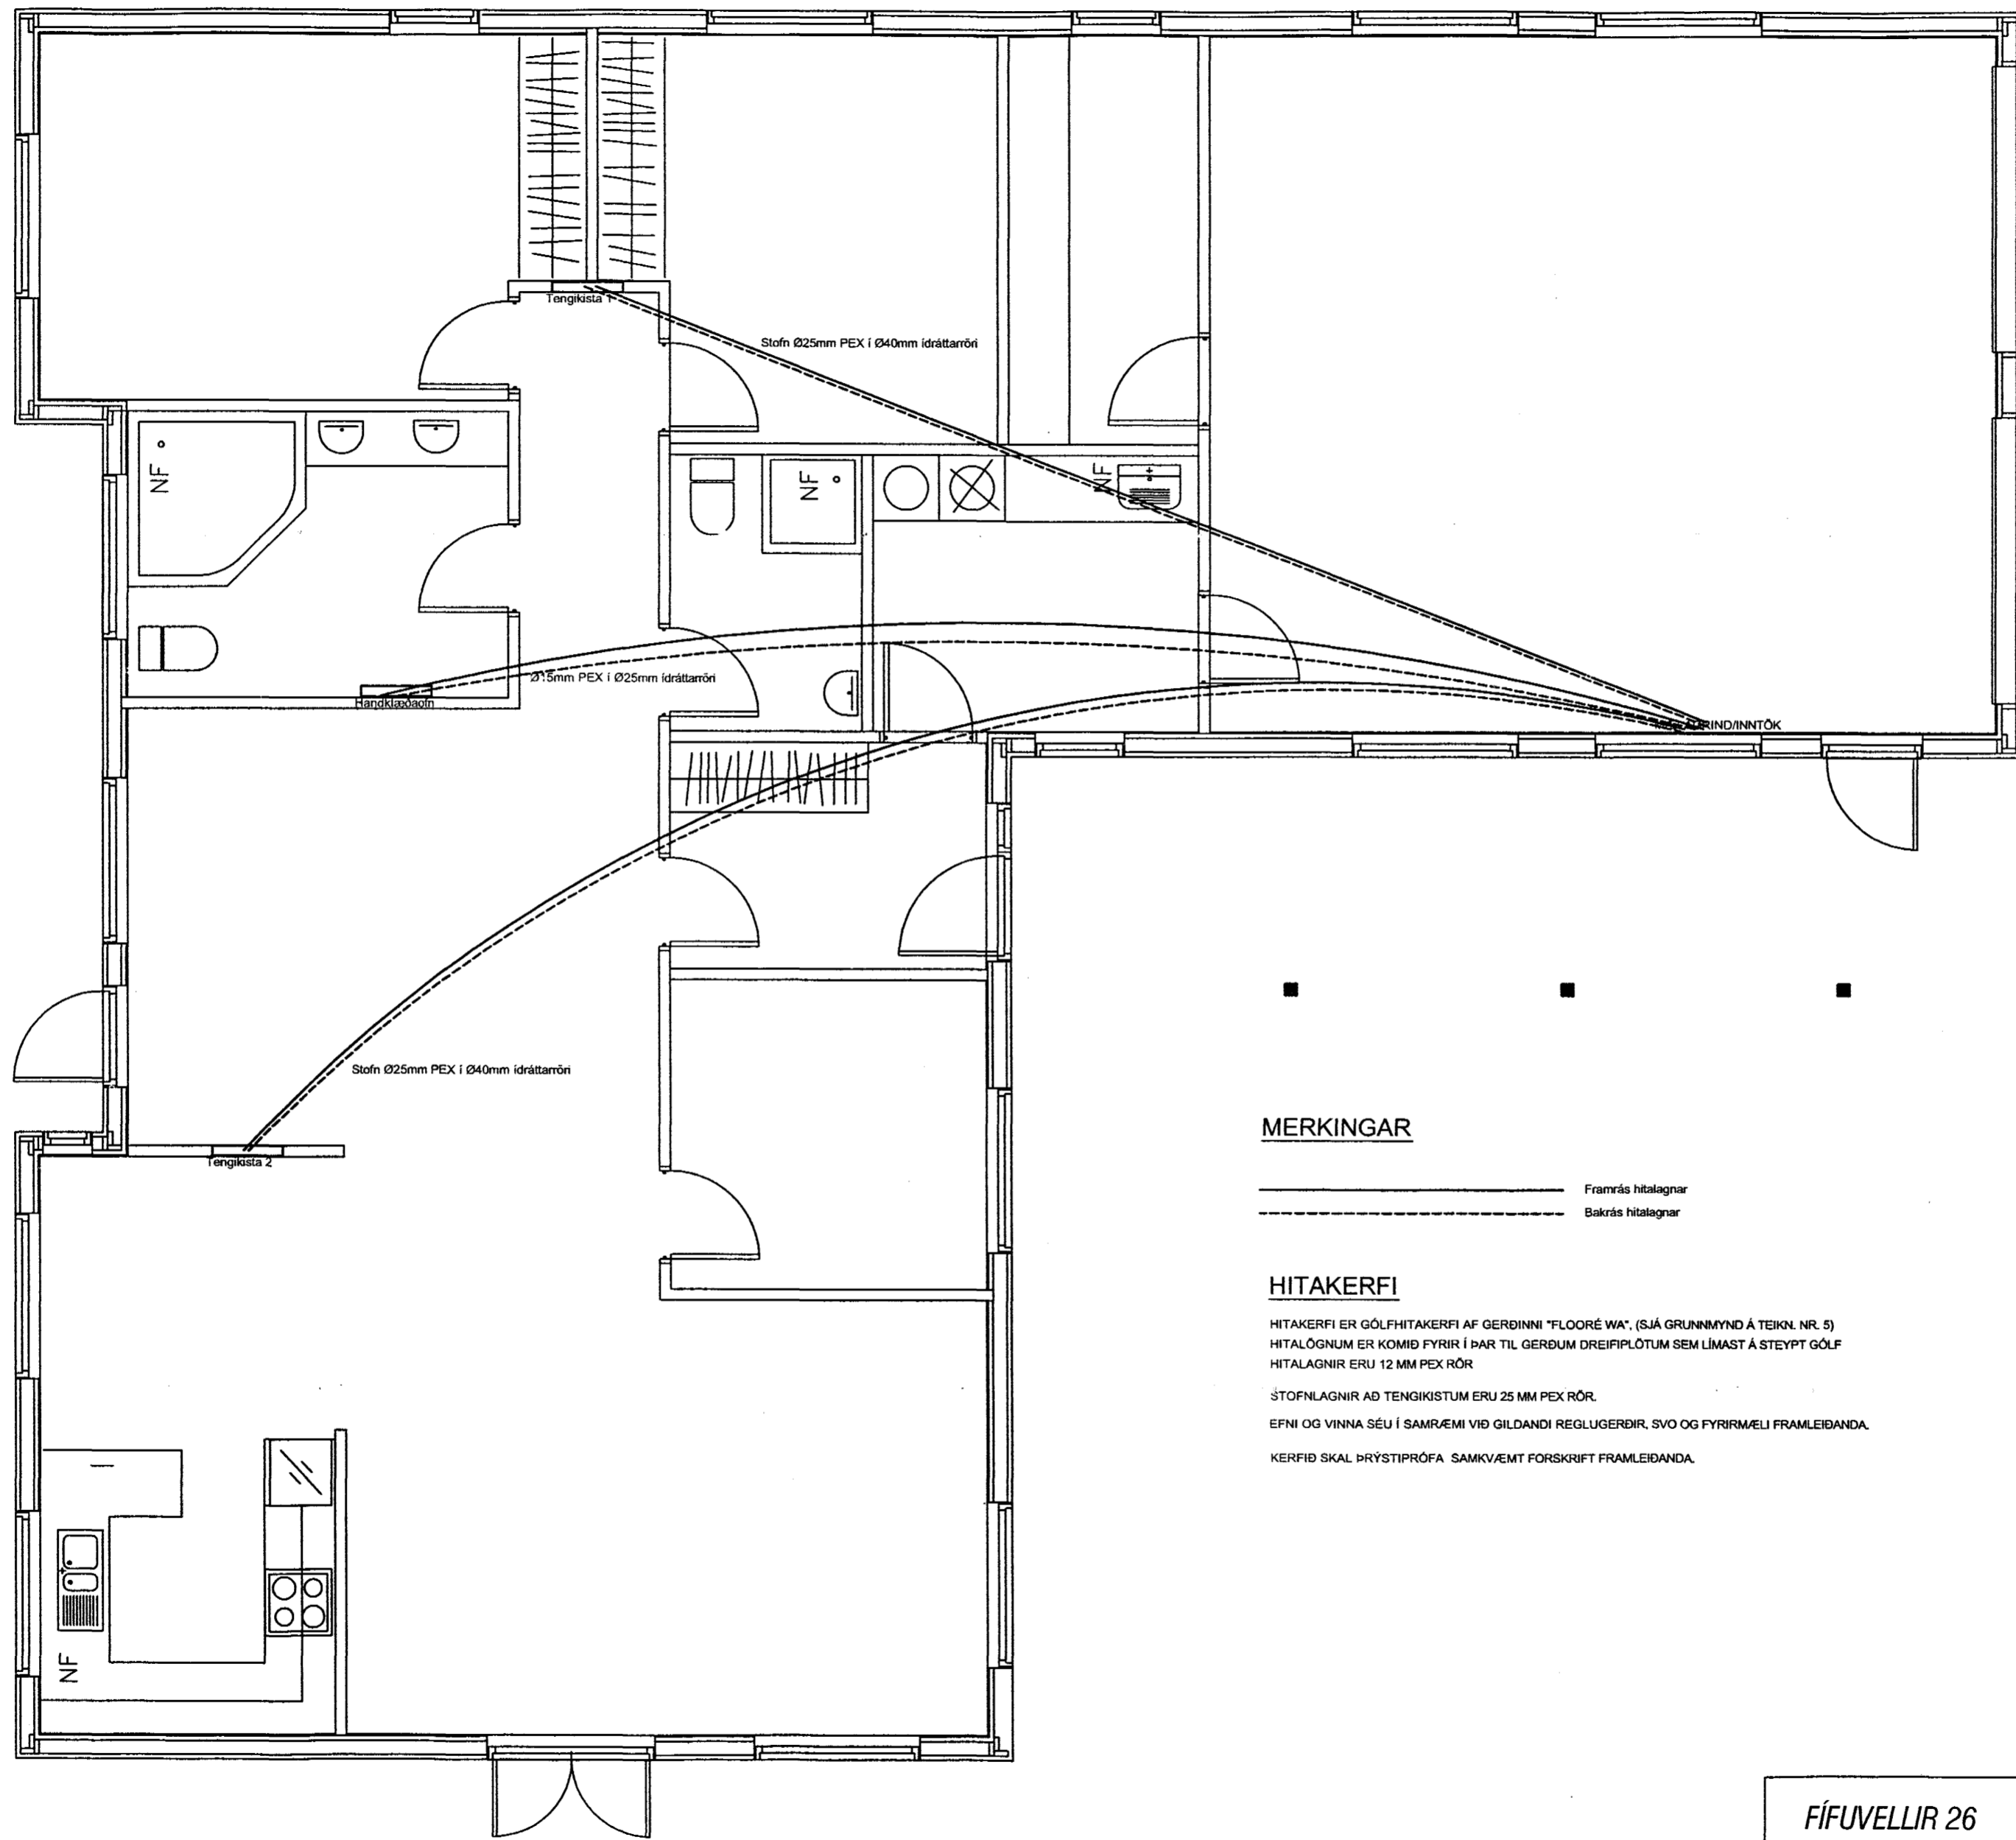 Tengikista 1
Stofn Ø25mm PEX í Ø40mm ídráttarröri
NF
NF
NF
Ø15mm PEX í Ø25mm ídráttarröri
Handklæðaofn
Stofn Ø25mm PEX í Ø40mm ídráttarröri
Tengikista 2
NF
MERKINGAR
Framrás hitalagnar
Bakrás hitalagnar
HITAKERFI
HITAKERFI ER GÓLFHITAKERFI AF GERÐINNI "FLOORÉ WA", (SJÁ GRUNNMYND Á TEIKN. NR. 5)
HITALÖGNUM ER KOMIÐ FYRIR Í ÞAR TIL GERÐUM DREIFIPLÖTUM SEM LÍMAST Á STEYPT GÓLF
HITALAGNIR ERU 12 MM PEX RÖR
STOFNLAGNIR AÐ TENGIKISTUM ERU 25 MM PEX RÖR.
EFNI OG VINNA SÉU Í SAMRÆMI VIÐ GILDANDI REGLUGERÐIR, SVO OG FYRIRMÆLI FRAMLEIÐANDA.
KERFIÐ SKAL ÞRÝSTIPRÓFA SAMKVÆMT FORSKRIFT FRAMLEIÐANDA.
FÍFUVELLIR 26